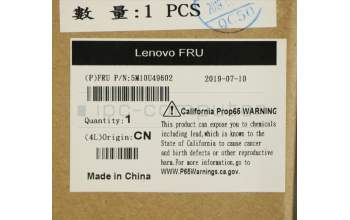 數 量:1 PCS
QC50
Lenovo FRU
(P)FRU P/N:5M10U49602
2019-07-10
Quantity:1
(4L)Origin:CN
Made in China
California Prop65 WARNING
This product can expose you to chemicals
including lead,which is known to the
State of California to cause cancer
and birth defects or other reproductive
harm.For more information,go to
www.P65Warnings.ca.gov.